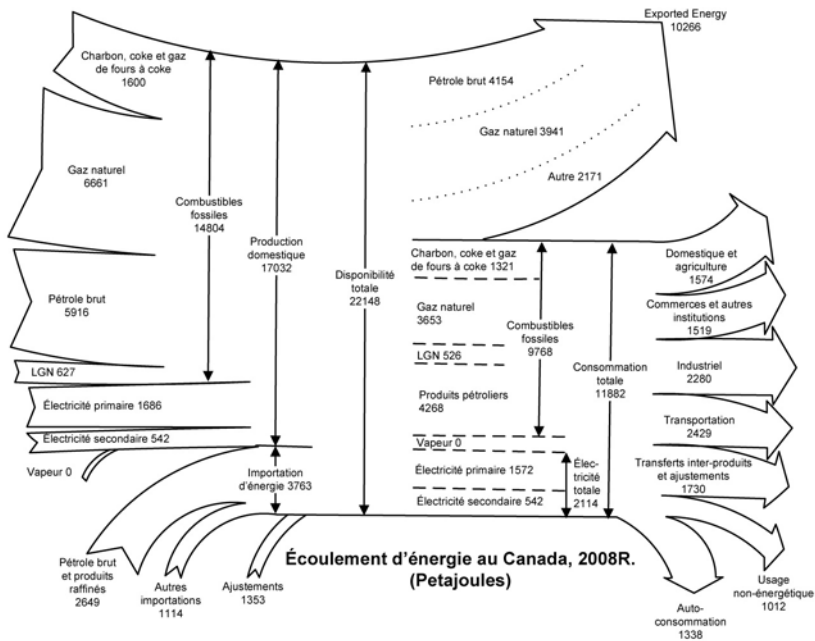 Exported Energy
10266
Charbon, coke et gaz
de fours à coke
1600
Pétrole brut 4154
Gaz naturel 3941
Autre 2171
Gaz naturel
6661
Combustibles
fossiles
14804
Production
domestique
17032
Disponibilité
totale
22148
Charbon, coke et gaz
de fours à coke 1321
Domestique et
agriculture
1574
Pétrole brut
5916
Gaz naturel
3653
Combustibles
fossiles
9768
Commerces et autres
institutions
1519
LGN 627
LGN 526
Consommation
totale
11882
Industriel
2280
Électricité primaire 1686
Produits pétroliers
4268
Transportation
2429
Électricité secondaire 542
Vapeur 0
Vapeur 0
Importation
d'énergie 3763
Électricité primaire 1572
Élec-
tricité
totale
2114
Transferts inter-produits
et ajustements
1730
Électricité secondaire 542
Pétrole brut
et produits
raffinés
2649
Autres
importations
1114
Ajustements
1353
Écoulement d'énergie au Canada, 2008R.
(Petajoules)
Usage
non-énergétique
1012
Auto-
consommation
1338